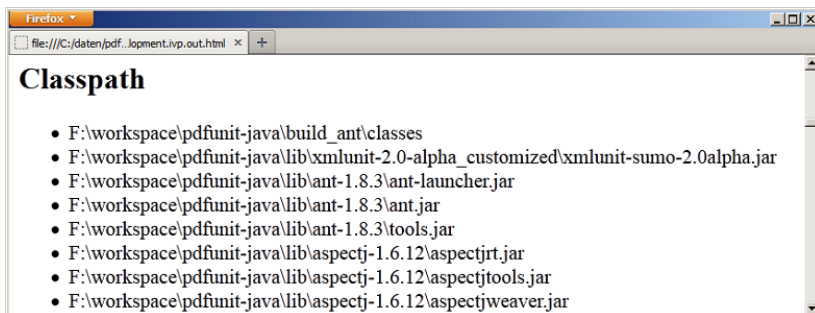 Firefox
file:///C:/daten/pdf...lopment.ivp.out.html
Classpath
F:\workspace\pdfunit-java\build_ant\classes
F:\workspace\pdfunit-java\lib\xmlunit-2.0-alpha_customized\xmlunit-sumo-2.0alpha.jar
F:\workspace\pdfunit-java\lib\ant-1.8.3\ant-launcher.jar
F:\workspace\pdfunit-java\lib\ant-1.8.3\ant.jar
F:\workspace\pdfunit-java\lib\ant-1.8.3\tools.jar
F:\workspace\pdfunit-java\lib\aspectj-1.6.12\aspectjrt.jar
F:\workspace\pdfunit-java\lib\aspectj-1.6.12\aspectjtools.jar
F:\workspace\pdfunit-java\lib\aspectj-1.6.12\aspectjweaver.jar